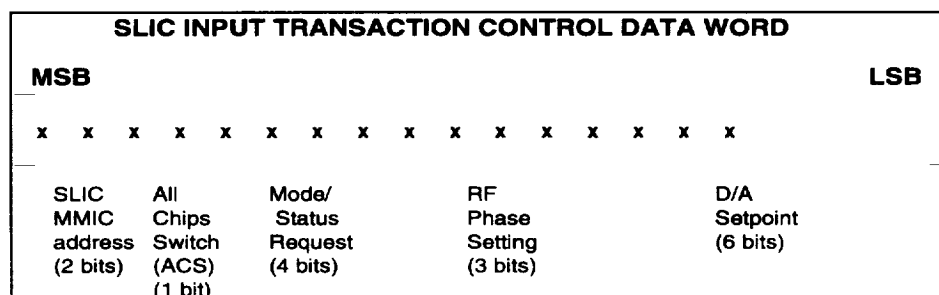 SLIC INPUT TRANSACTION CONTROL DATA WORD
MSB LSB
x x x x x x x x x x x x x x x x
SLIC All Mode/ RF D/A
MMIC Chips Status Phase Setpoint
address Switch Request Setting (6 bits)
(2 bits) (ACS) (4 bits) (3 bits)
(1 bit)